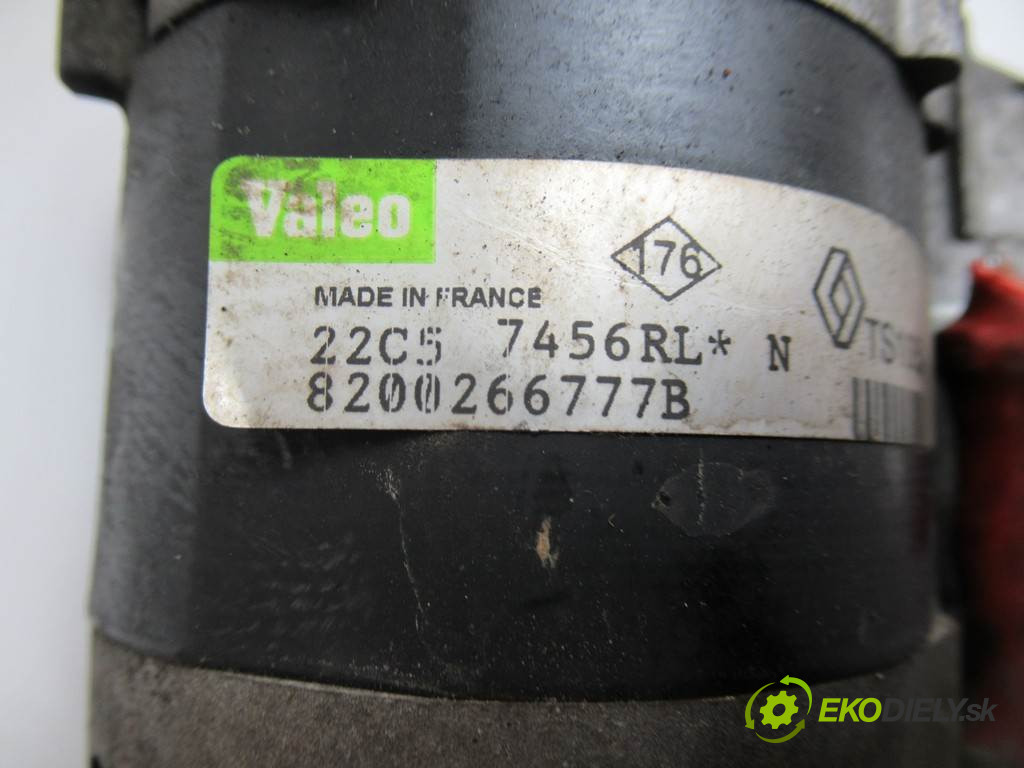 Valeo
176
MADE IN FRANCE
22C5 7456RL* N
8200266777B
EKODIELY.sk